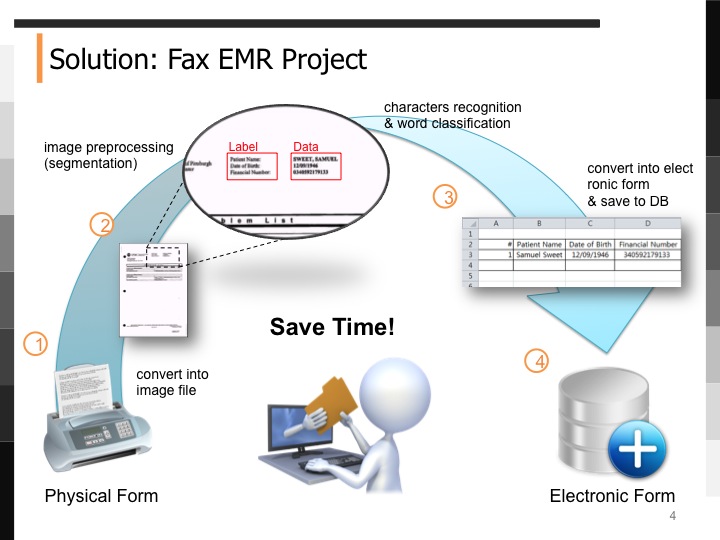 Solution: Fax EMR Project
characters recognition
& word classification
image preprocessing
(segmentation)
Label Data
Patient Name: SWEET, SAMUEL
Date of Birth: 12/09/1946
Financial Number: 0340592179133
blem List
convert into elect
ronic form
& save to DB
3
2
A B C D
1
2 # Patient Name Date of Birth Financial Number
3 1 Samuel Sweet 12/09/1946 340592179133
4
5
6
Save Time!
1
4
convert into
image file
Physical Form
Electronic Form
4